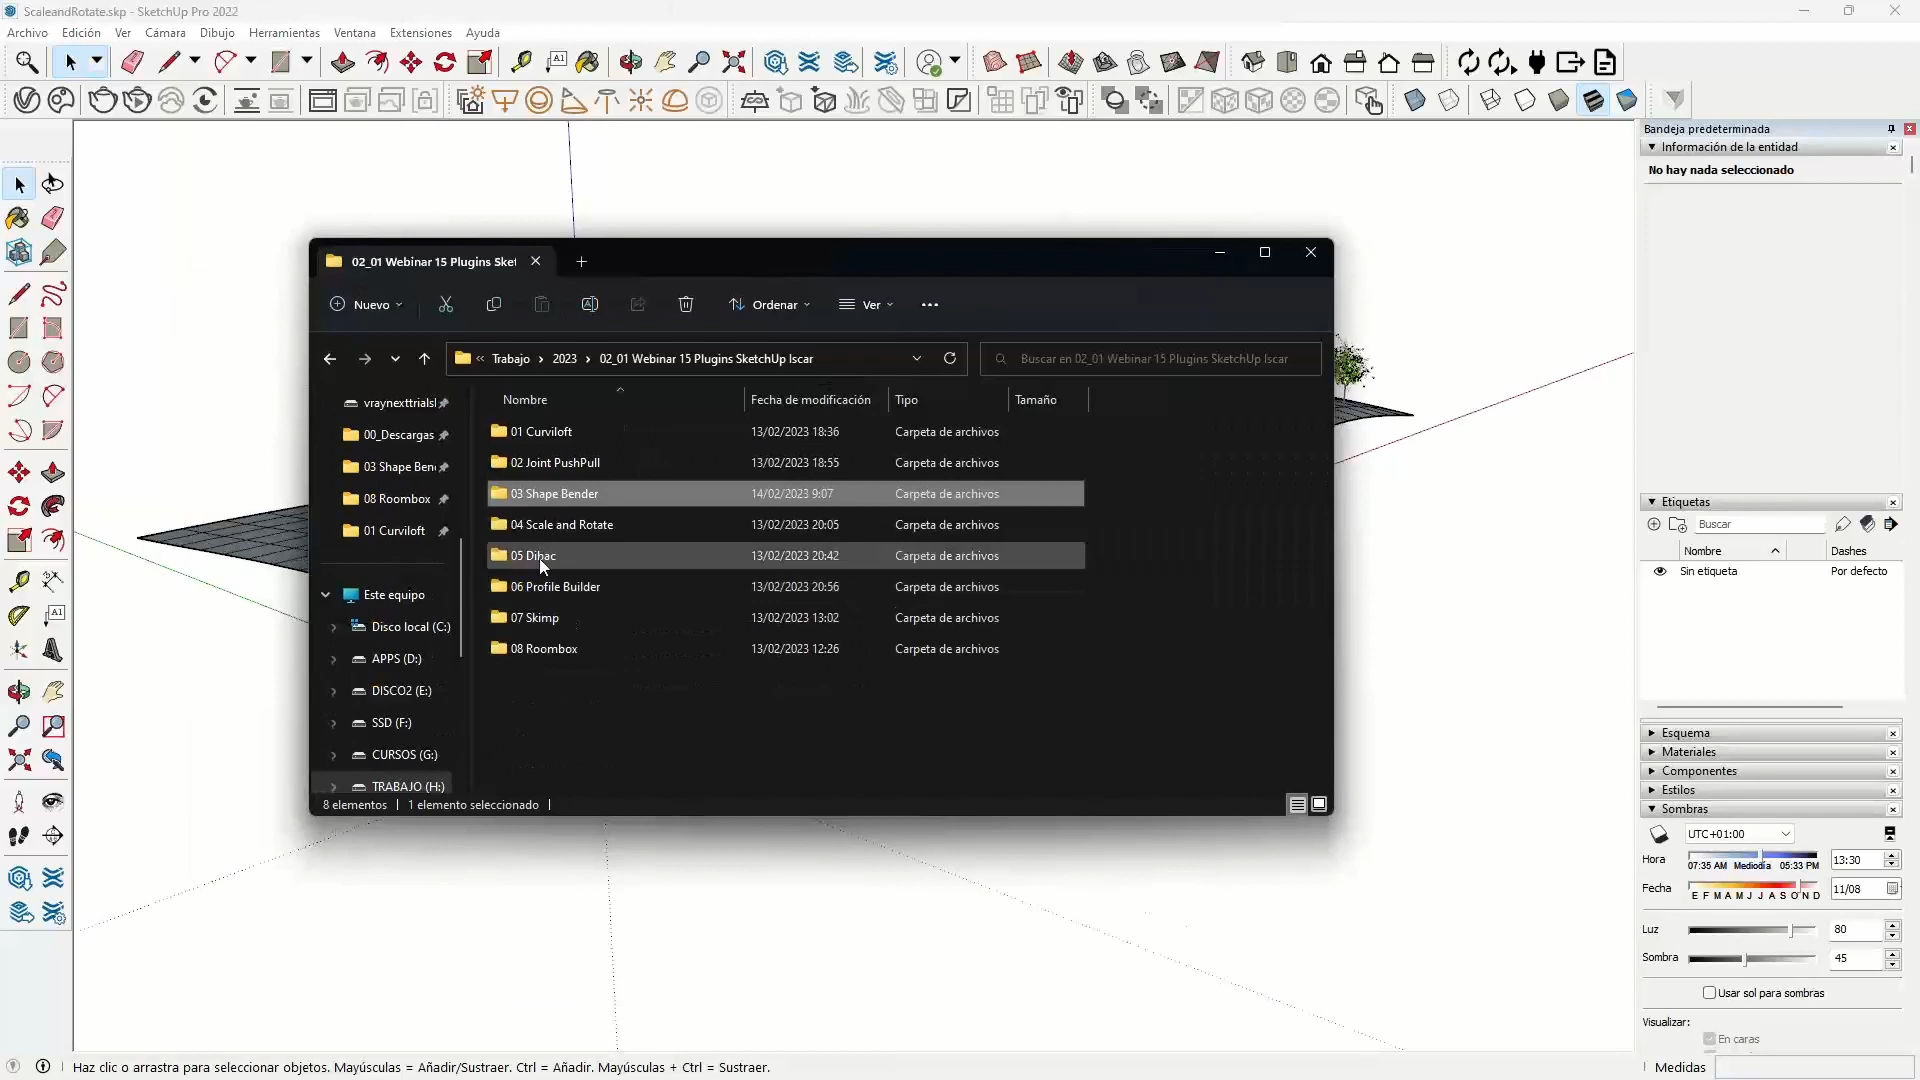 ScaleandRotate.skp - SketchUp Pro 2022
Archivo Edición Ver Cámara Dibujo Herramientas Ventana Extensiones Ayuda
Bandeja predeterminada
Información de la entidad
No hay nada seleccionado
02_01 Webinar 15 Plugins Sket
Nuevo Ordenar Ver
« Trabajo › 2023 › 02_01 Webinar 15 Plugins SketchUp Iscar
Buscar en 02_01 Webinar 15 Plugins SketchUp Iscar
Nombre Fecha de modificación Tipo Tamaño
01 Curviloft 13/02/2023 18:36 Carpeta de archivos
02 Joint PushPull 13/02/2023 18:55 Carpeta de archivos
03 Shape Bender 14/02/2023 9:07 Carpeta de archivos
04 Scale and Rotate 13/02/2023 20:05 Carpeta de archivos
05 Dibac 13/02/2023 20:42 Carpeta de archivos
06 Profile Builder 13/02/2023 20:56 Carpeta de archivos
07 Skimp 13/02/2023 13:02 Carpeta de archivos
08 Roombox 13/02/2023 12:26 Carpeta de archivos
vraynexttrialsl
00_Descargas
03 Shape Ben
08 Roombox
01 Curviloft
Este equipo
Disco local (C:)
APPS (D:)
DISCO2 (E:)
SSD (F:)
CURSOS (G:)
TRABAJO (H:)
8 elementos 1 elemento seleccionado
Etiquetas
Buscar
Nombre Dashes
Sin etiqueta Por defecto
Esquema
Materiales
Componentes
Estilos
Sombras
UTC+01:00
Hora 13:30
07:35 AM Mediodía 05:33 PM
Fecha 11/08
E F M A M J J A S O N D
Luz 80
Sombra 45
Usar sol para sombras
Visualizar:
En caras
Haz clic o arrastra para seleccionar objetos. Mayúsculas = Añadir/Sustraer. Ctrl = Añadir. Mayúsculas + Ctrl = Sustraer.
Medidas